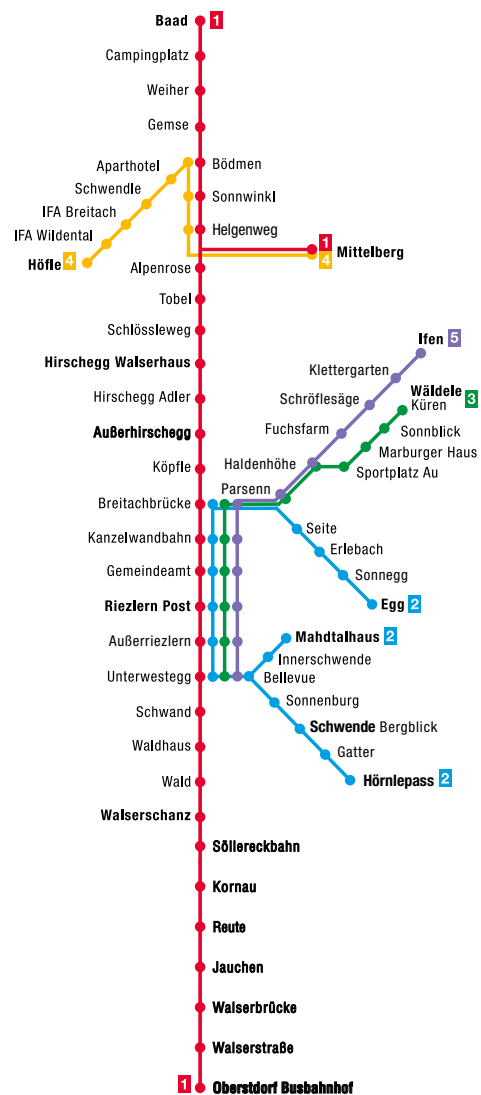 Baad 1
Campingplatz
Weiher
Gemse
Aparthotel
Bödmen
Schwendle
Sonnwinkl
IFA Breitach
IFA Wildental
Helgenweg
1
4
Mittelberg
Höfle 4
Alpenrose
Tobel
Schlössleweg
Ifen 5
Hirschegg Walserhaus
Klettergarten
Wäldele 3
Hirschegg Adler
Schröflesäge
Küren
Außerhirschegg
Fuchsfarm
Sonnblick
Marburger Haus
Köpfle
Haldenhöhe
Sportplatz Au
Parsenn
Breitachbrücke
Seite
Kanzelwandbahn
Erlebach
Gemeindeamt
Sonnegg
Riezlern Post
Egg 2
Außerriezlern
Mahdtalhaus 2
Innerschwende
Unterwestegg
Bellevue
Sonnenburg
Schwand
Schwende Bergblick
Waldhaus
Gatter
Wald
Hörnlepass 2
Walserschanz
Söllereckbahn
Kornau
Reute
Jauchen
Walserbrücke
Walserstraße
1 Oberstdorf Busbahnhof